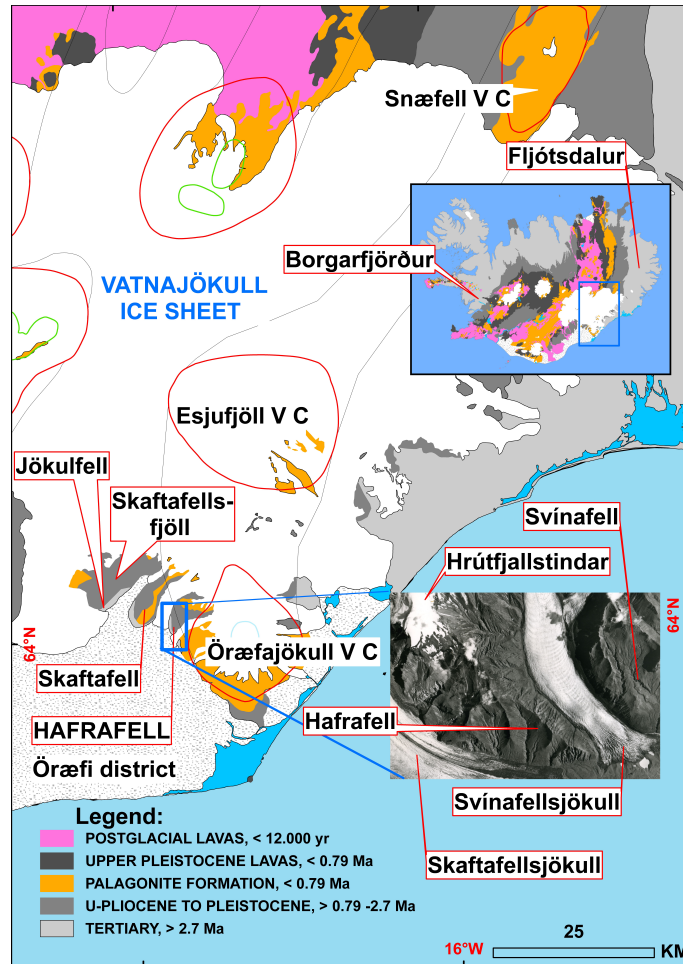 Snæfell V C
Fljótsdalur
Borgarfjörður
VATNAJÖKULL
ICE SHEET
Esjufjöll V C
Jökulfell
Skaftafells-
fjöll
Svínafell
Hrútfjallstindar
64°N
64°N
Öræfajökull V C
Skaftafell
HAFRAFELL
Hafrafell
Öræfi district
Svínafellsjökull
Skaftafellsjökull
Legend:
POSTGLACIAL LAVAS, < 12.000 yr
UPPER PLEISTOCENE LAVAS, < 0.79 Ma
PALAGONITE FORMATION, < 0.79 Ma
U-PLIOCENE TO PLEISTOCENE, > 0.79 -2.7 Ma
TERTIARY, > 2.7 Ma
16°W
25
KM